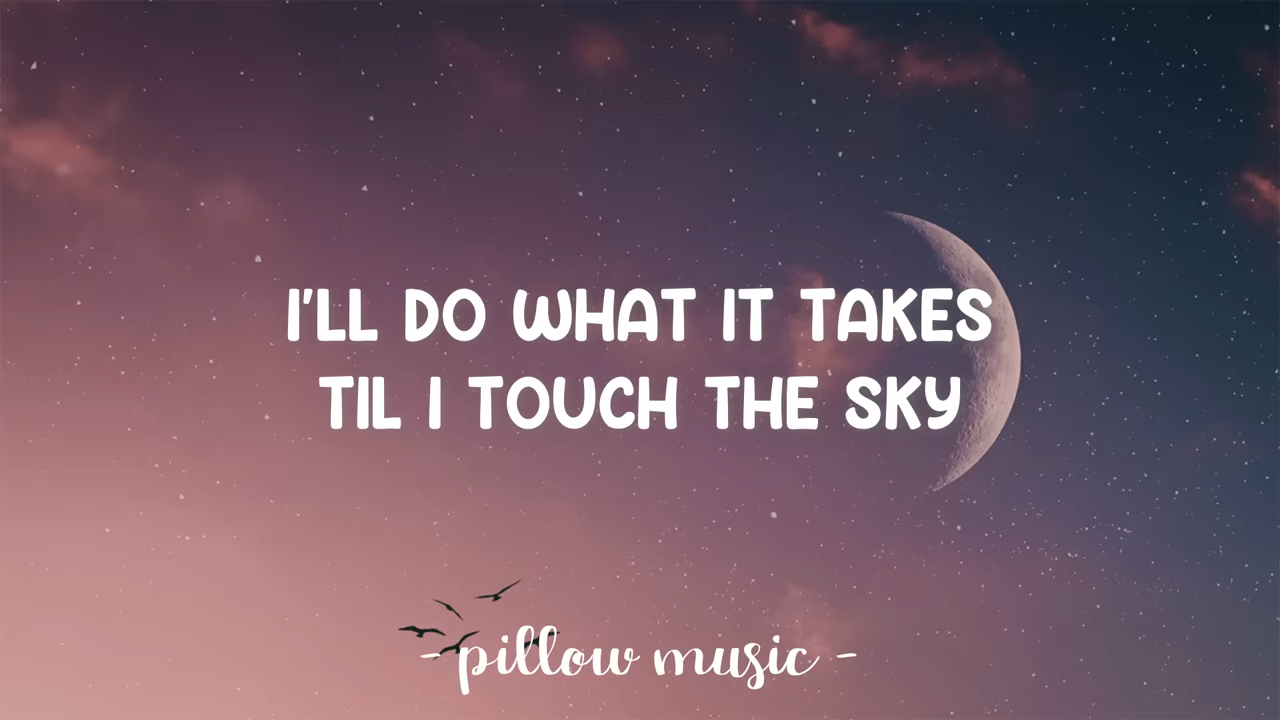 I'LL DO WHAT IT TAKES
TIL I TOUCH THE SKY
- pillow music -